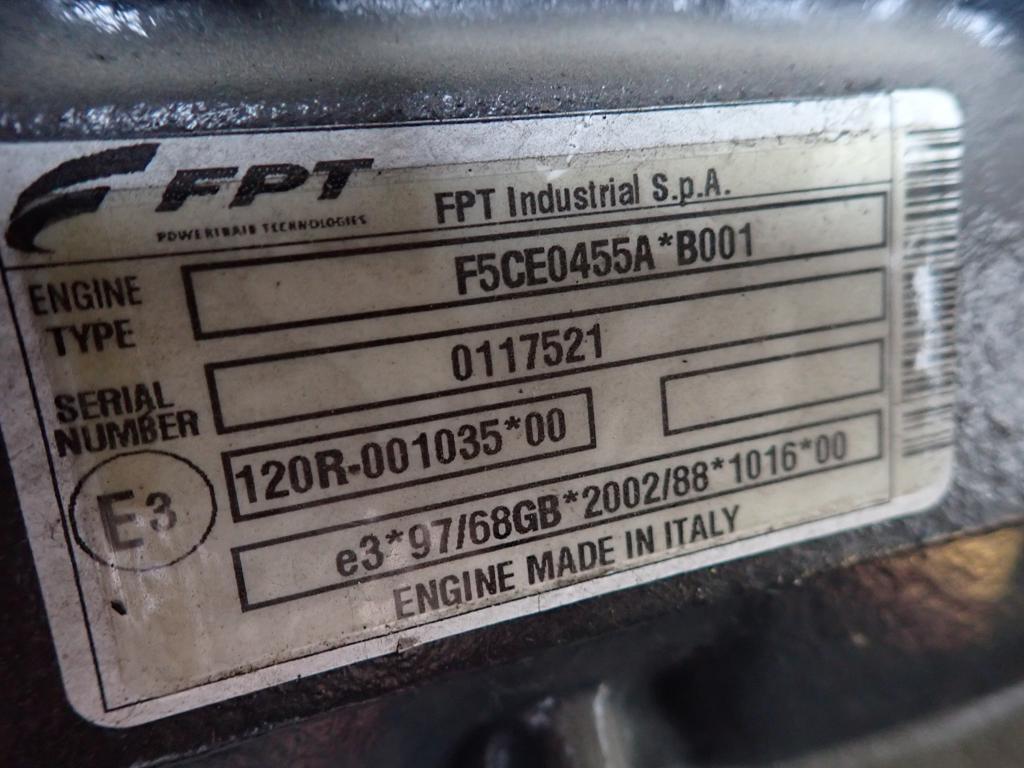 FPT
POWERTRAIN TECHNOLOGIES
FPT Industrial S.p.A.
ENGINE
TYPE
F5CE0455A*B001
SERIAL
NUMBER
0117521
E3
120R-001035*00
e3*97/68GB*2002/88*1016*00
ENGINE MADE IN ITALY